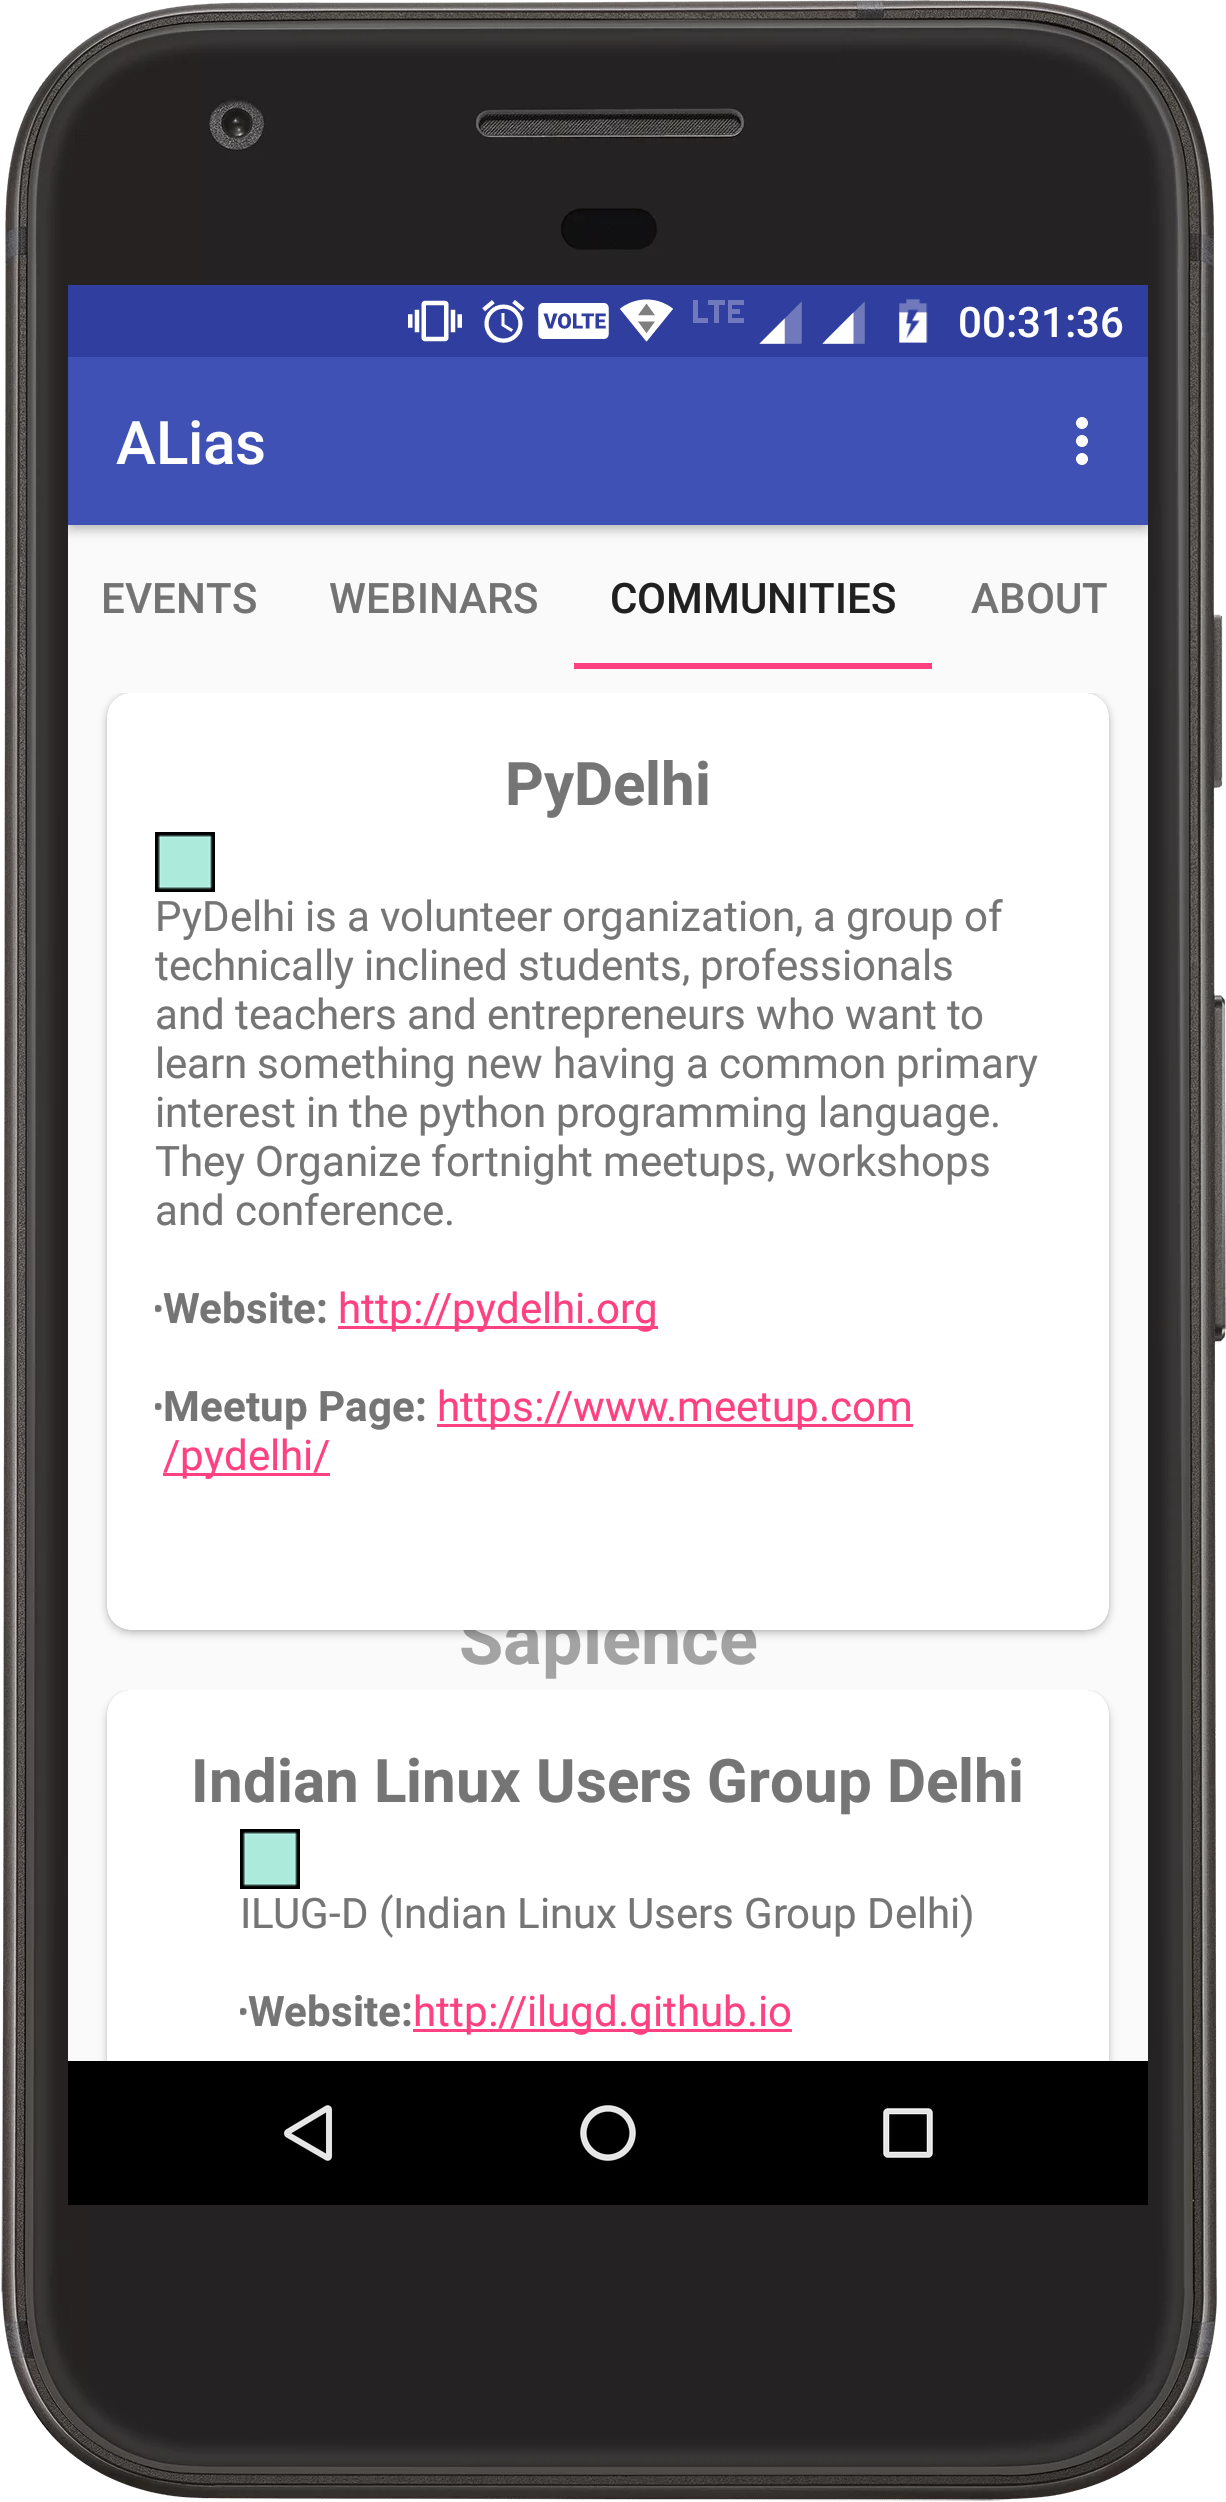 VOLTE LTE 00:31:36
ALias
EVENTS WEBINARS COMMUNITIES ABOUT
PyDelhi
PyDelhi is a volunteer organization, a group of
technically inclined students, professionals
and teachers and entrepreneurs who want to
learn something new having a common primary
interest in the python programming language.
They Organize fortnight meetups, workshops
and conference.
·Website: http://pydelhi.org
·Meetup Page: https://www.meetup.com
/pydelhi/
Sapience
Indian Linux Users Group Delhi
ILUG-D (Indian Linux Users Group Delhi)
·Website:http://ilugd.github.io